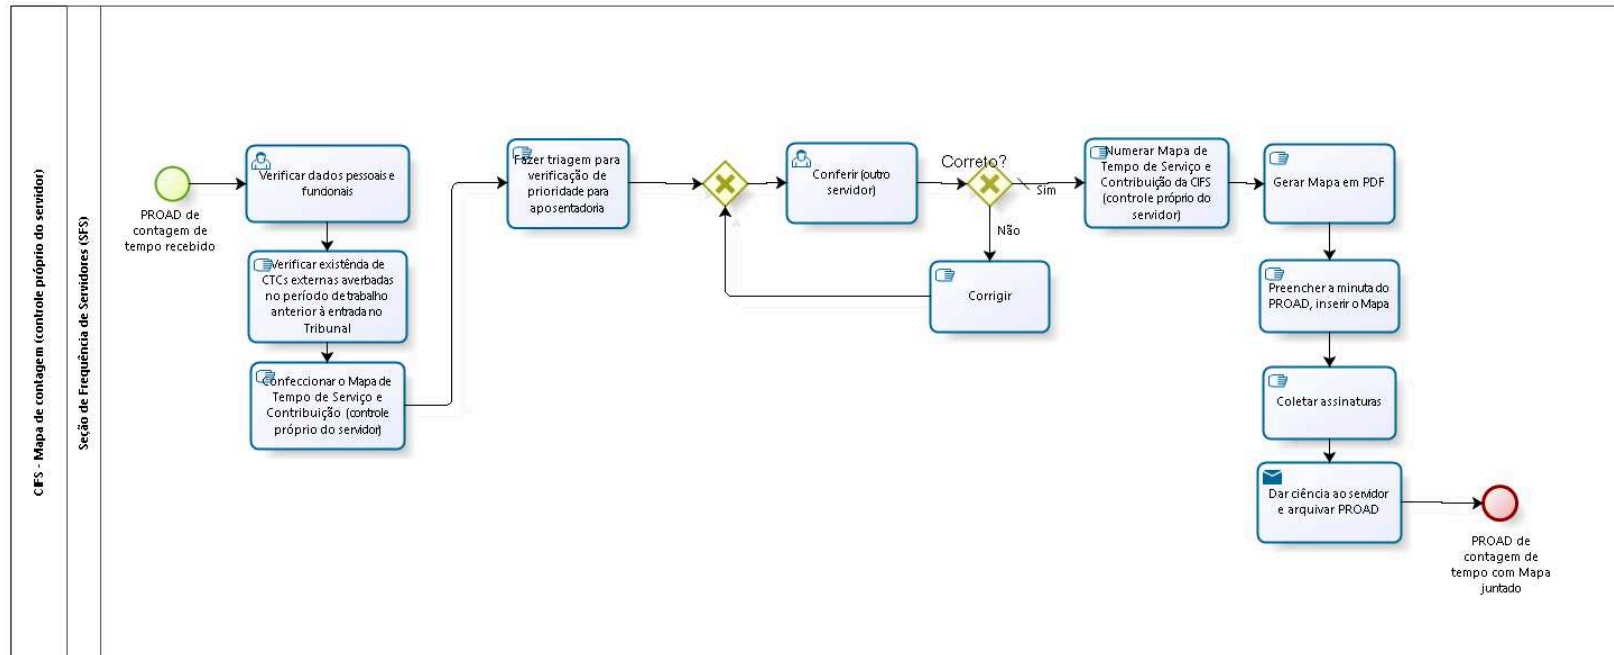 CIFS - Mapa de contagem (controle próprio do servidor)
Seção de Frequência de Servidores (SFS)
PROAD de
contagem de
tempo recebido
Verificar dados pessoais e
funcionais
Verificar existência de
CTCs externas averbadas
no período de trabalho
anterior à entrada no
Tribunal
Confeccionar o Mapa de
Tempo de Serviço e
Contribuição (controle
próprio do servidor)
Fazer triagem para
verificação de
prioridade para
aposentadoria
Conferir (outro
servidor)
Correto?
Sim
Não
Corrigir
Numerar Mapa de
Tempo de Serviço e
Contribuição da CIFS
(controle próprio do
servidor)
Gerar Mapa em PDF
Preencher a minuta do
PROAD, inserir o Mapa
Coletar assinaturas
Dar ciência ao servidor
e arquivar PROAD
PROAD de
contagem de
tempo com Mapa
juntado